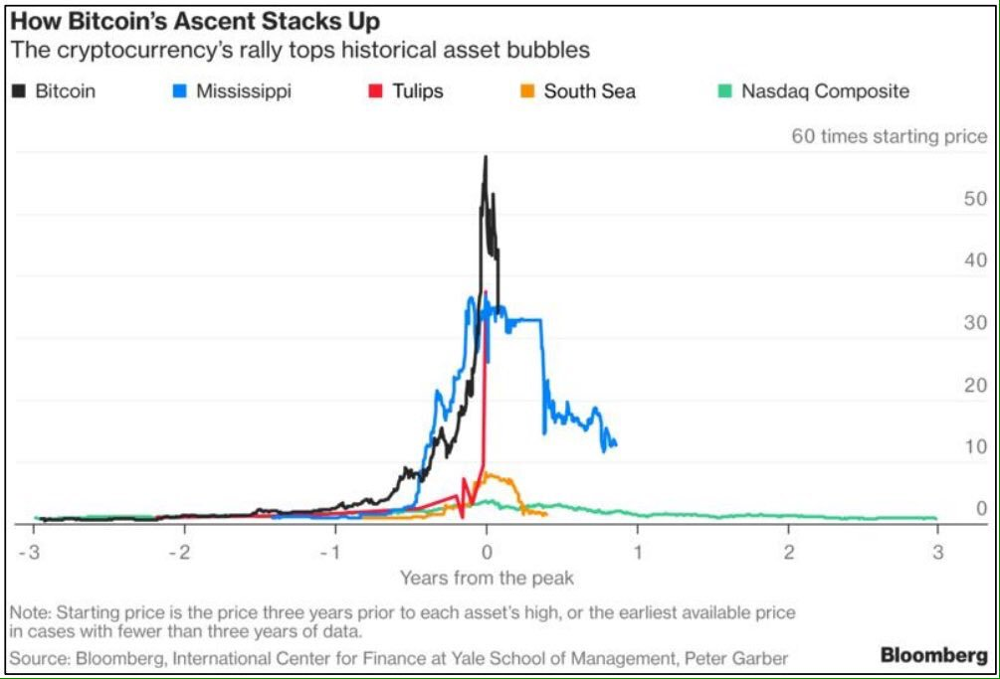 How Bitcoin’s Ascent Stacks Up
The cryptocurrency’s rally tops historical asset bubbles
Bitcoin Mississippi Tulips South Sea Nasdaq Composite
60 times starting price
50
40
30
20
10
0
-3 -2 -1 0 1 2 3
Years from the peak
Note: Starting price is the price three years prior to each asset’s high, or the earliest available price
in cases with fewer than three years of data.
Source: Bloomberg, International Center for Finance at Yale School of Management, Peter Garber
Bloomberg